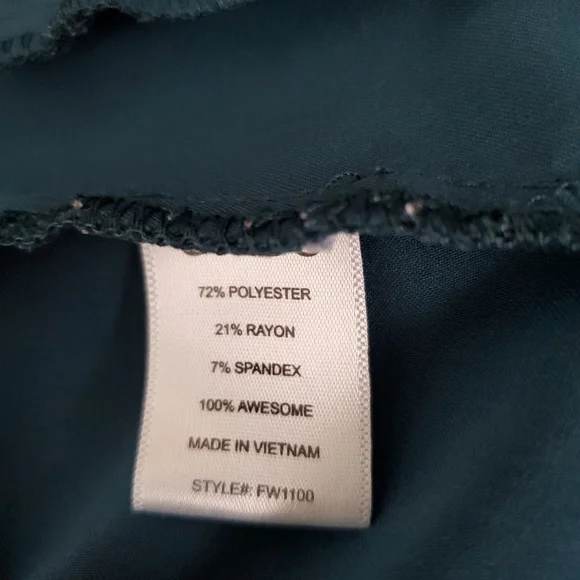 72% POLYESTER
21% RAYON
7% SPANDEX
100% AWESOME
MADE IN VIETNAM
STYLE#: FW1100